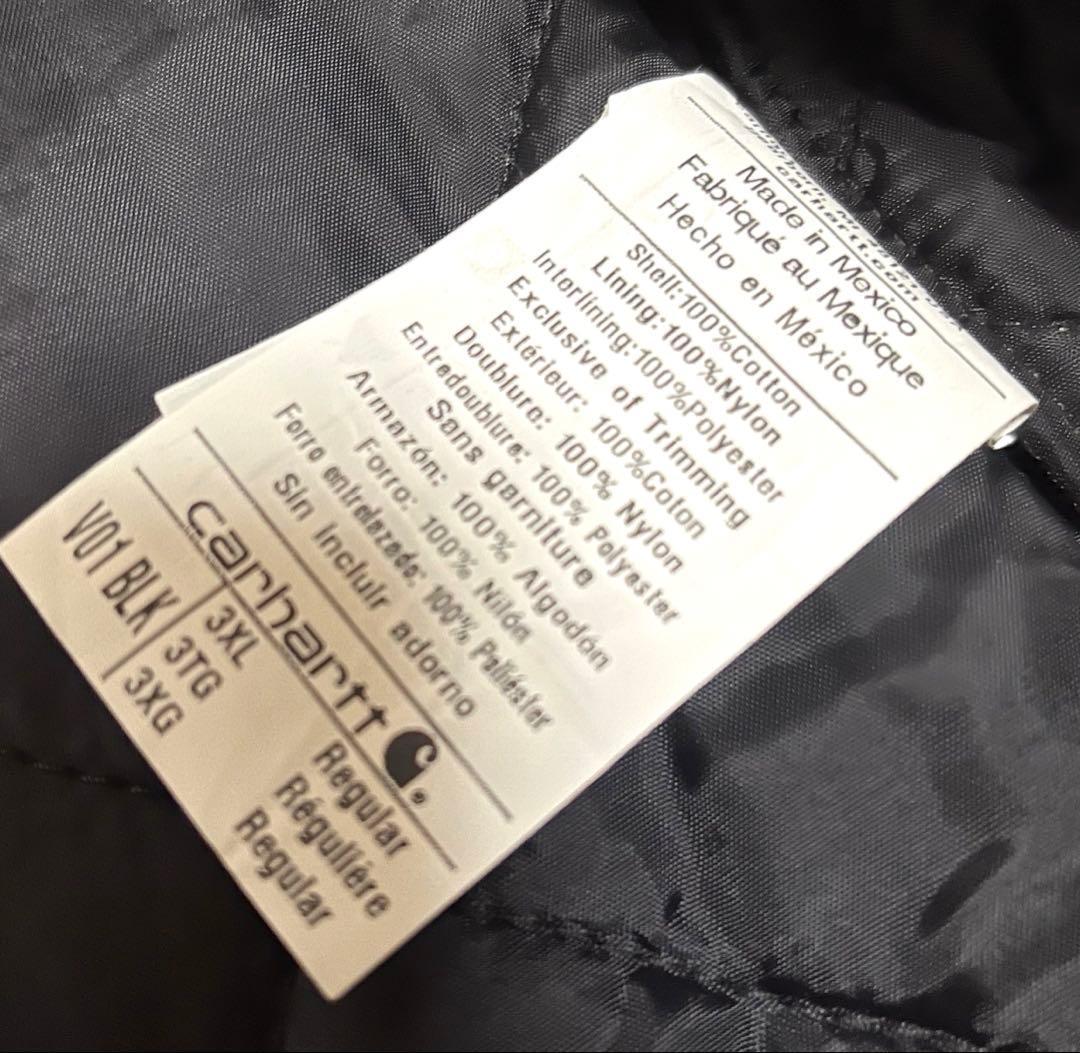 carhartt.com
Made in Mexico
Fabriqué au Mexique
Hecho en México
Shell:100%Cotton
Lining:100%Nylon
Interlining:100%Polyester
Exclusive of Trimming
Extérieur: 100%Coton
Doublure: 100% Nylon
Entredoublure: 100% Polyester
Sans garniture
Armazón: 100% Algodón
Forro: 100% Nilón
Forro entrelazado: 100% Poliéster
Sin incluir adorno
carhartt
V01 BLK 3XL Regular
3TG Régulière
3XG Regular